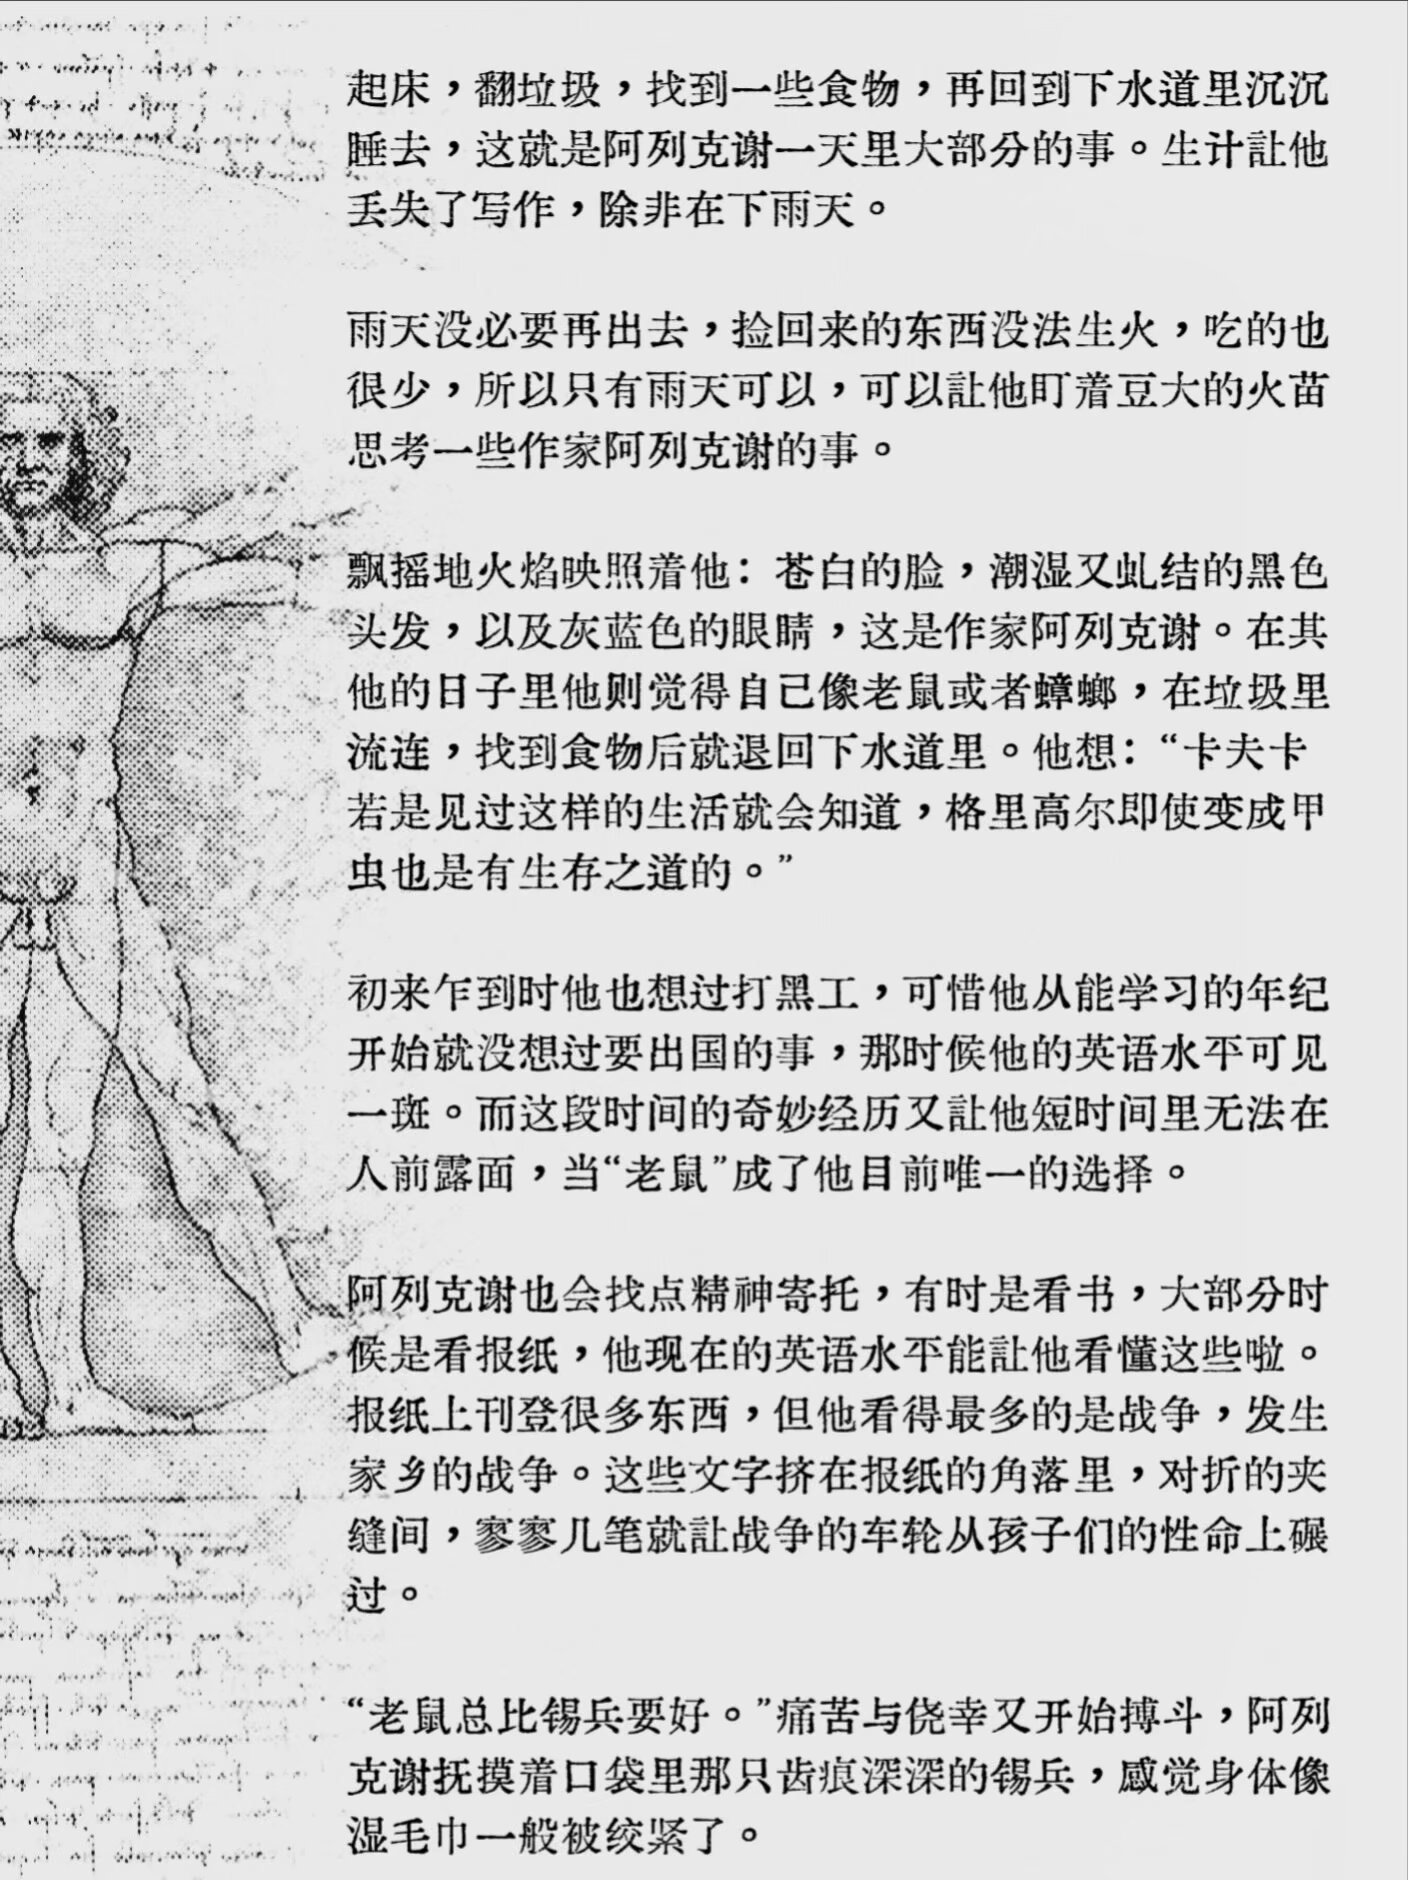 起床，翻垃圾，找到一些食物，再回到下水道里沉沉
睡去，这就是阿列克谢一天里大部分的事。生计註他
丢失了写作，除非在下雨天。
雨天没必要再出去，捡回来的东西没法生火，吃的也
很少，所以只有雨天可以，可以註他盯着豆大的火苗
思考一些作家阿列克谢的事。
飘摇地火焰映照着他：苍白的脸，潮湿又虬结的黑色
头发，以及灰蓝色的眼睛，这是作家阿列克谢。在其
他的日子里他则觉得自己像老鼠或者蟑螂，在垃圾里
流连，找到食物后就退回下水道里。他想：“卡夫卡
若是见过这样的生活就会知道，格里高尔即使变成甲
虫也是有生存之道的。”
初来乍到时他也想过打黑工，可惜他从能学习的年纪
开始就没想过要出国的事，那时候他的英语水平可见
一斑。而这段时间的奇妙经历又註他短时间里无法在
人前露面，当“老鼠”成了他目前唯一的选择。
阿列克谢也会找点精神寄托，有时是看书，大部分时
候是看报纸，他现在的英语水平能註他看懂这些啦。
报纸上刊登很多东西，但他看得最多的是战争，发生
家乡的战争。这些文字挤在报纸的角落里，对折的夹
缝间，寥寥几笔就註战争的车轮从孩子们的性命上碾
过。
“老鼠总比锡兵要好。”痛苦与侥幸又开始搏斗，阿列
克谢抚摸着口袋里那只齿痕深深的锡兵，感觉身体像
湿毛巾一般被绞紧了。